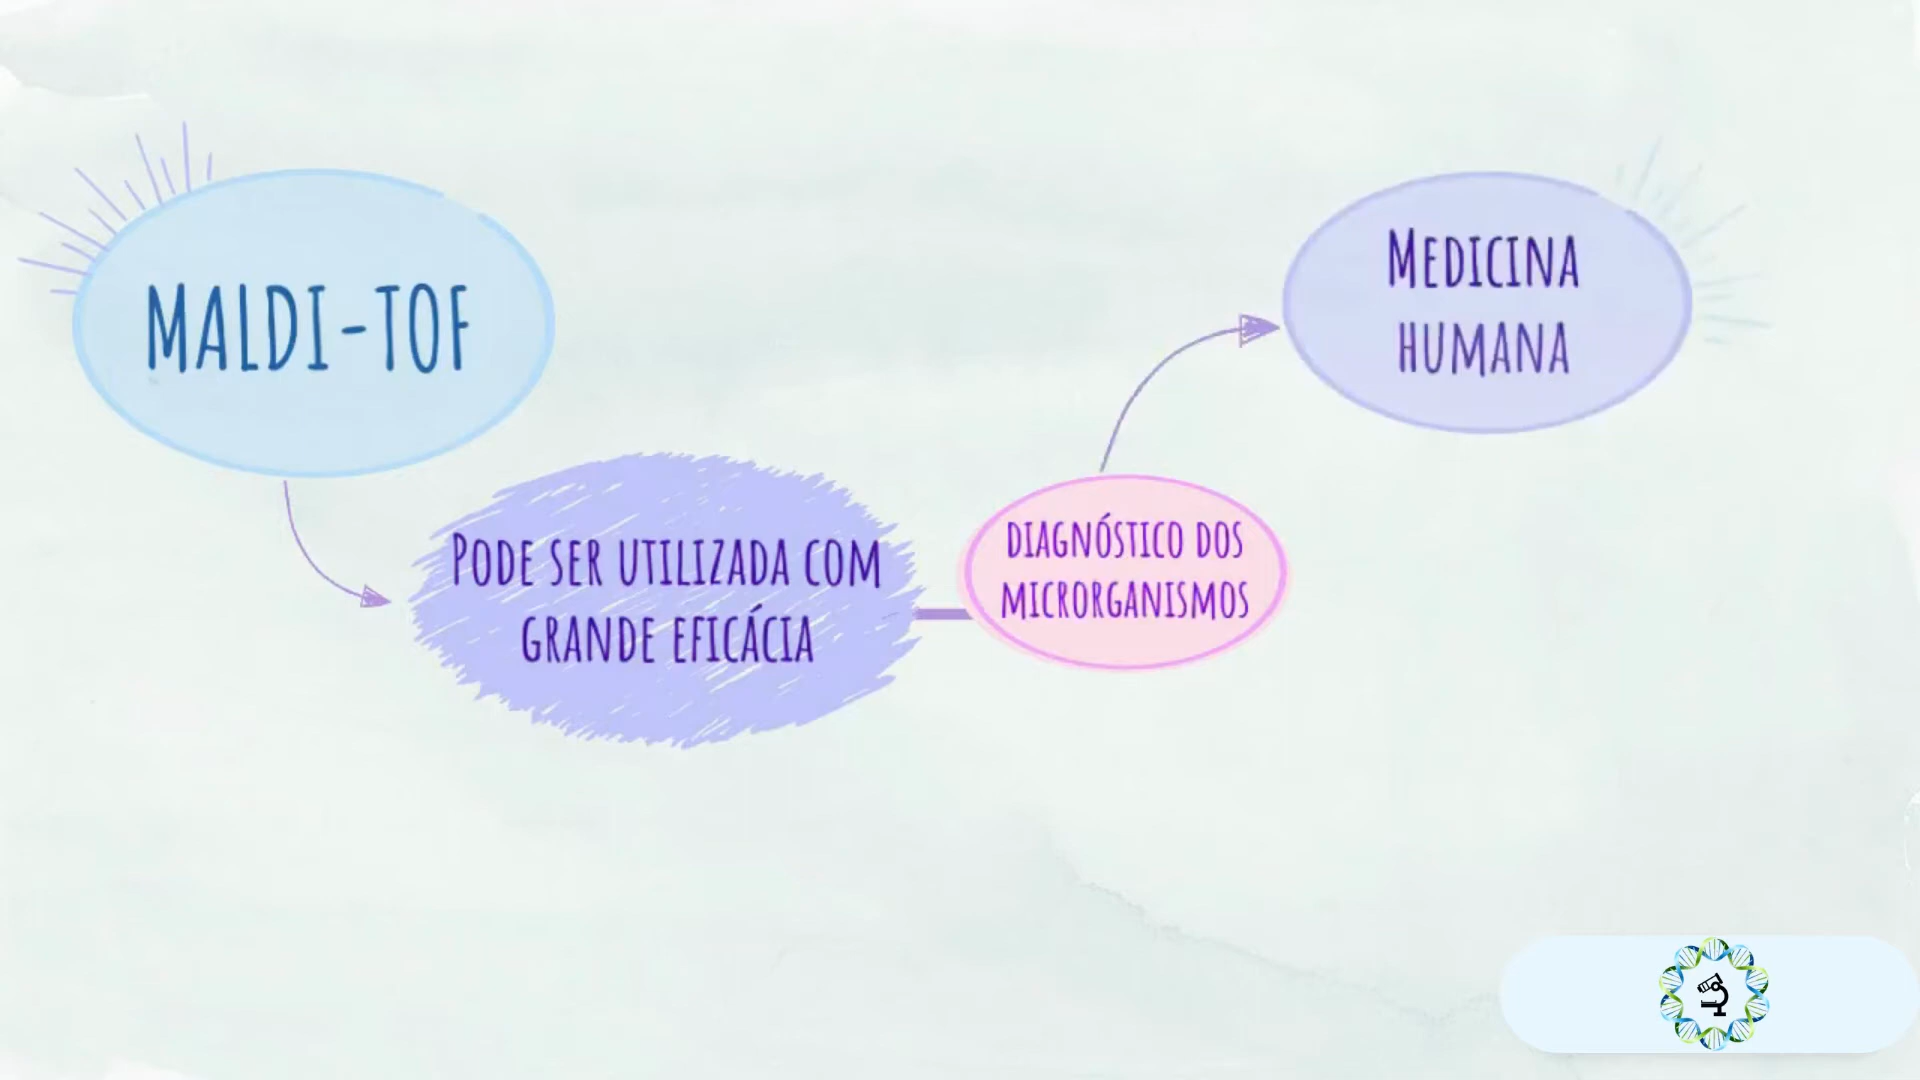 MALDI-TOF
PODE SER UTILIZADA COM
GRANDE EFICÁCIA
DIAGNÓSTICO DOS
MICRORGANISMOS
MEDICINA
HUMANA